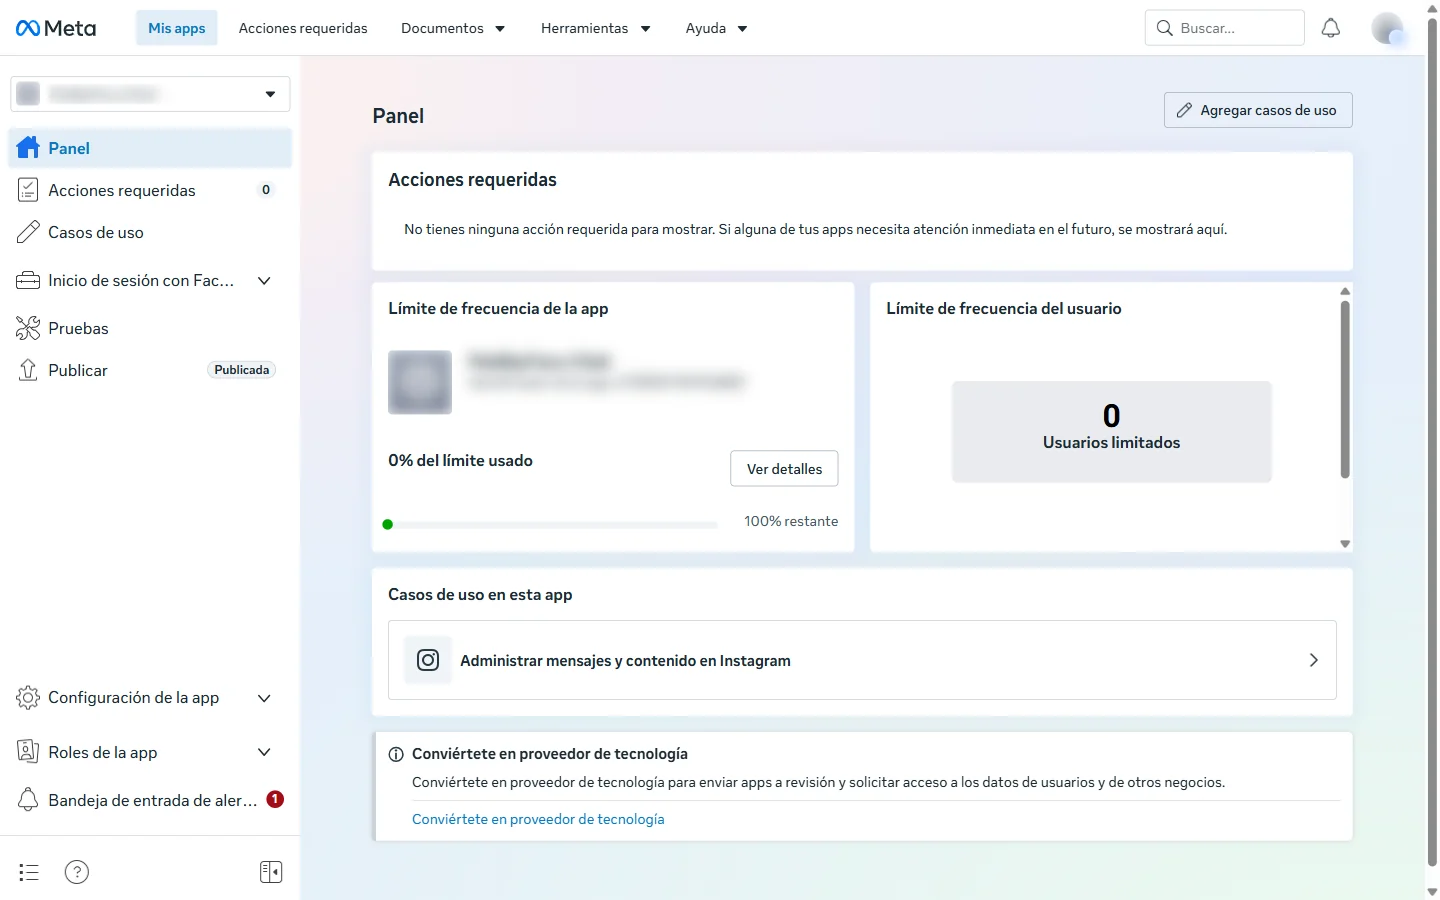 Meta
Mis apps
Acciones requeridas
Documentos
Herramientas
Ayuda
Buscar...
Panel
Acciones requeridas
0
Casos de uso
Inicio de sesión con Fac...
Pruebas
Publicar
Publicada
Configuración de la app
Roles de la app
Bandeja de entrada de aler...
1
?
Panel
Agregar casos de uso
Acciones requeridas
No tienes ninguna acción requerida para mostrar. Si alguna de tus apps necesita atención inmediata en el futuro, se mostrará aquí.
Límite de frecuencia de la app
0% del límite usado
Ver detalles
100% restante
Límite de frecuencia del usuario
0
Usuarios limitados
Casos de uso en esta app
Administrar mensajes y contenido en Instagram
Conviértete en proveedor de tecnología
Conviértete en proveedor de tecnología para enviar apps a revisión y solicitar acceso a los datos de usuarios y de otros negocios.
Conviértete en proveedor de tecnología